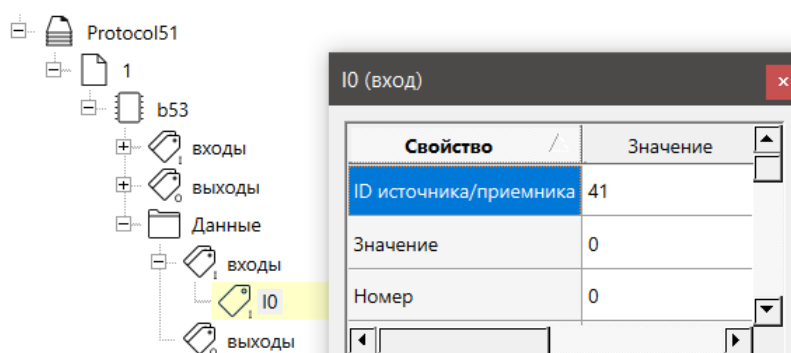 Protocol51
1
b53
входы
выходы
Данные
входы
I0
выходы
I0 (вход)
Свойство Значение
ID источника/приемника 41
Значение 0
Номер 0